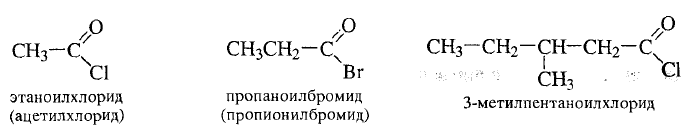 CH₃—C
O
Cl
этаноилхлорид
(ацетилхлорид)
CH₃CH₂—C
O
Br
пропаноилбромид
(пропионилбромид)
CH₃—CH₂—CH—CH₂—C
O
Cl
CH₃
3-метилпентаноилхлорид